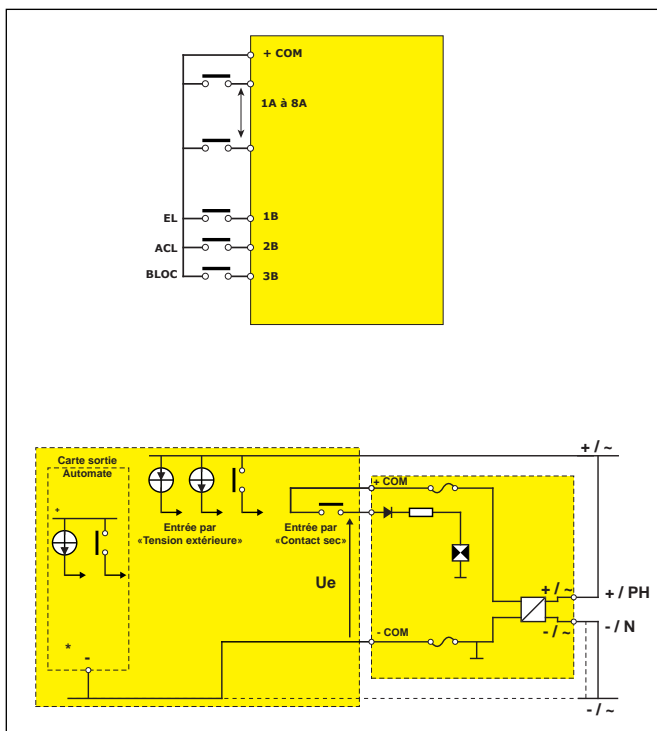 + COM
1A à 8A
EL
1B
ACL
2B
BLOC
3B
+ / ~
Carte sortie
Automate
+
+ COM
Entrée par
«Tension extérieure»
Entrée par
«Contact sec»
Ue
+ / ~
+ / PH
- / ~
- / N
- COM
*
-
- / ~